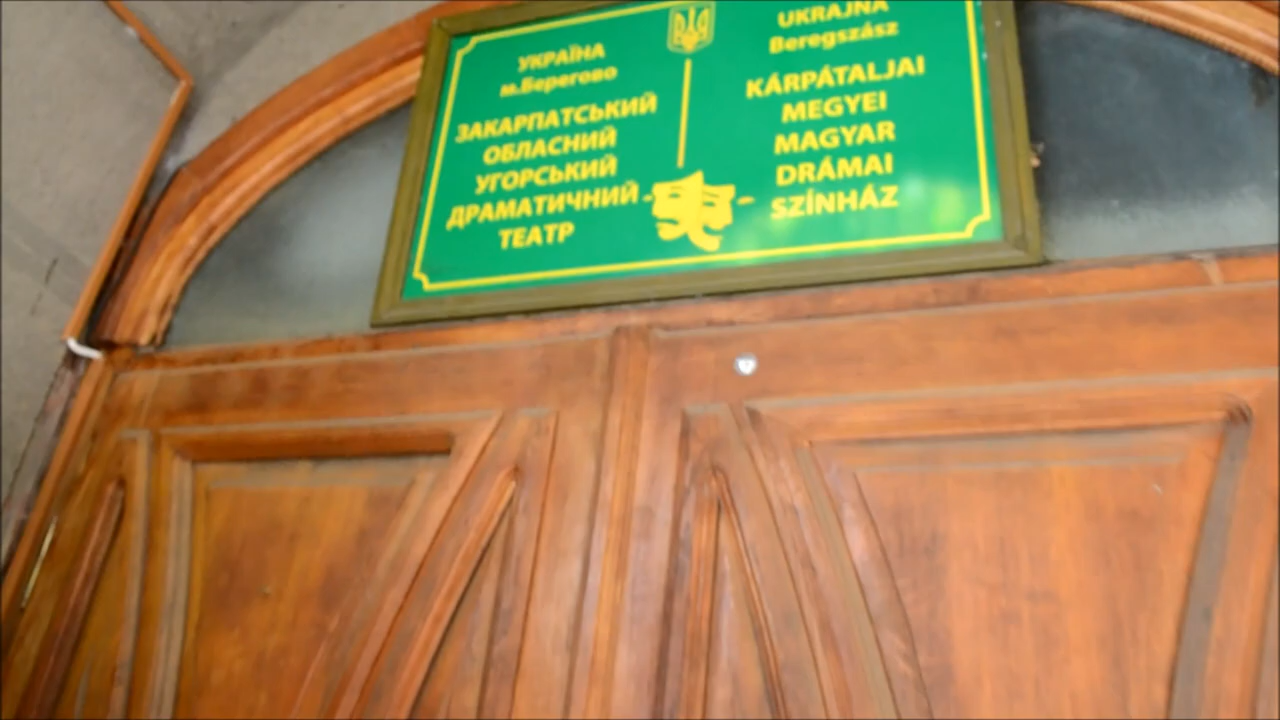 УКРАЇНА
м.Берегово
ЗАКАРПАТСЬКИЙ
ОБЛАСНИЙ
УГОРСЬКИЙ
ДРАМАТИЧНИЙ
ТЕАТР
UKRAJNA
Beregszász
KÁRPÁTALJAI
MEGYEI
MAGYAR
DRÁMAI
SZÍNHÁZ